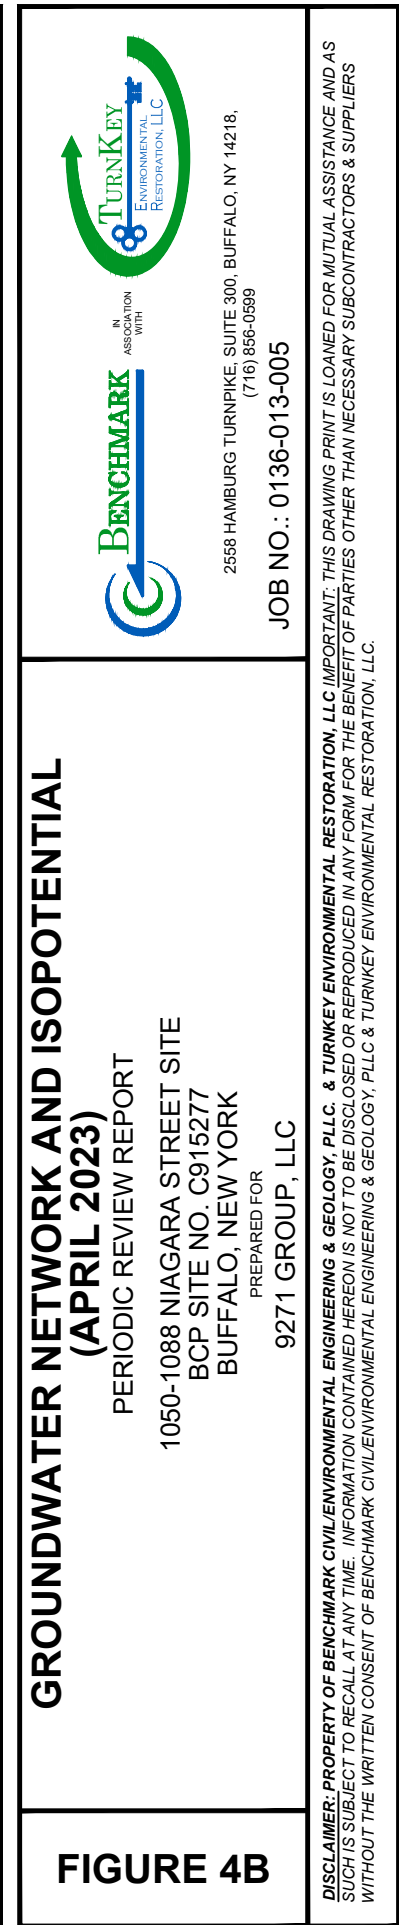 FIGURE 4B
GROUNDWATER NETWORK AND ISOPOTENTIAL
(APRIL 2023)
PERIODIC REVIEW REPORT
1050-1088 NIAGARA STREET SITE
BCP SITE NO. C915277
BUFFALO, NEW YORK
PREPARED FOR
9271 GROUP, LLC
BENCHMARK
IN
ASSOCIATION
WITH
TURNKEY
ENVIRONMENTAL
RESTORATION, LLC
2558 HAMBURG TURNPIKE, SUITE 300, BUFFALO, NY 14218,
(716) 856-0599
JOB NO.: 0136-013-005
DISCLAIMER: PROPERTY OF BENCHMARK CIVIL/ENVIRONMENTAL ENGINEERING & GEOLOGY, PLLC. & TURNKEY ENVIRONMENTAL RESTORATION, LLC IMPORTANT: THIS DRAWING PRINT IS LOANED FOR MUTUAL ASSISTANCE AND AS
SUCH IS SUBJECT TO RECALL AT ANY TIME. INFORMATION CONTAINED HEREON IS NOT TO BE DISCLOSED OR REPRODUCED IN ANY FORM FOR THE BENEFIT OF PARTIES OTHER THAN NECESSARY SUBCONTRACTORS & SUPPLIERS
WITHOUT THE WRITTEN CONSENT OF BENCHMARK CIVIL/ENVIRONMENTAL ENGINEERING & GEOLOGY, PLLC & TURNKEY ENVIRONMENTAL RESTORATION, LLC.